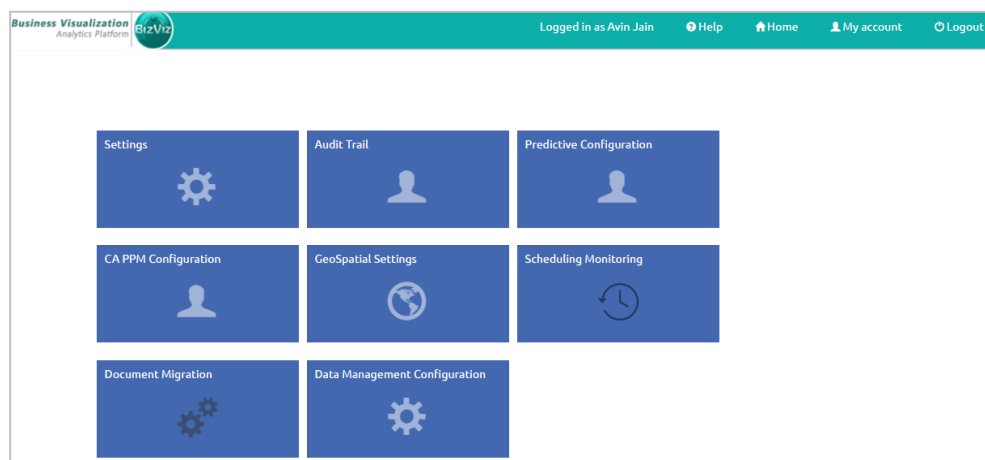 Business Visualization
Analytics Platform
BizViz
Logged in as Avin Jain Help Home My account Logout
Settings Audit Trail Predictive Configuration
CA PPM Configuration GeoSpatial Settings Scheduling Monitoring
Document Migration Data Management Configuration